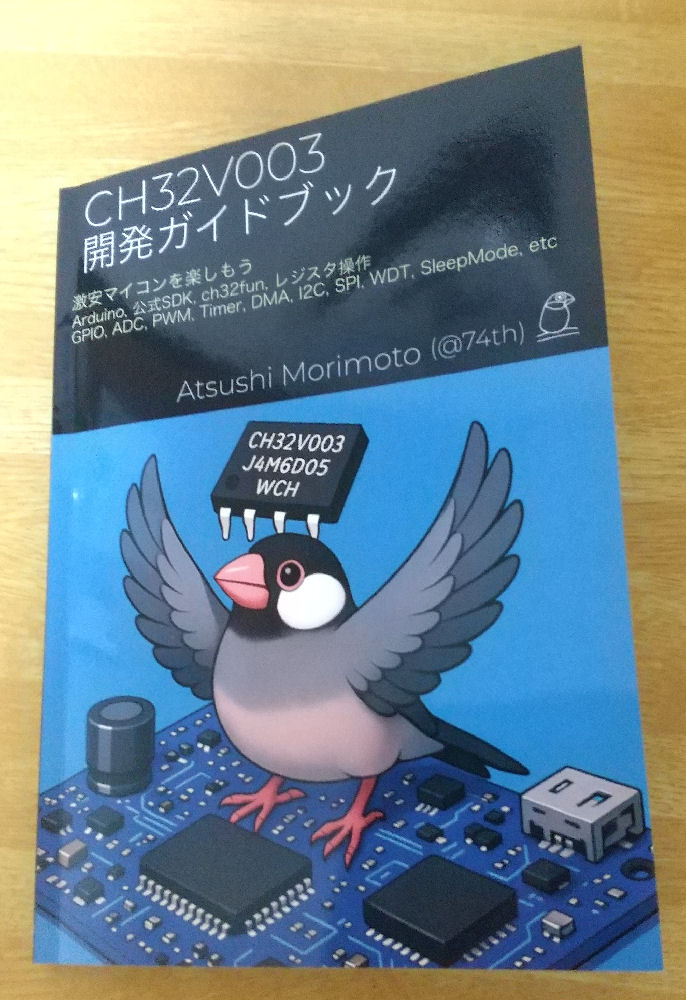 CH32V003
開発ガイドブック
激安マイコンを楽しもう
Arduino, 公式SDK, ch32fun, レジスタ操作
GPIO, ADC, PWM, Timer, DMA, I2C, SPI, WDT, SleepMode, etc
Atsushi Morimoto (@74th)
CH32V003
J4M6D05
WCH